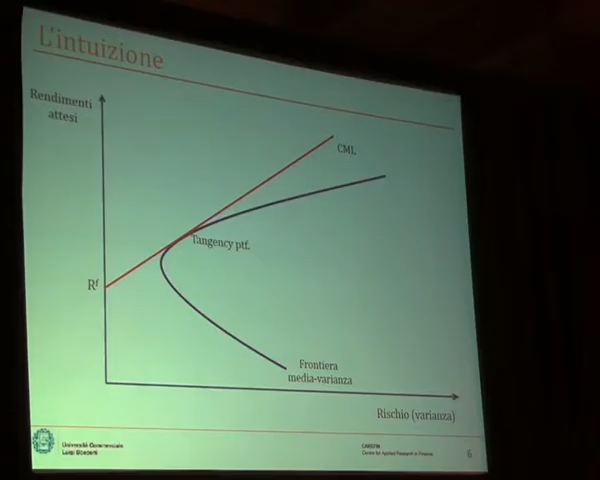 L'intuizione
Rendimenti
attesi
CML
Tangency ptf.
Rᶠ
Frontiera
media-varianza
Rischio (varianza)
Università Commerciale
Luigi Bocconi
CAREFIN
Centre for Applied Research in Finance
6